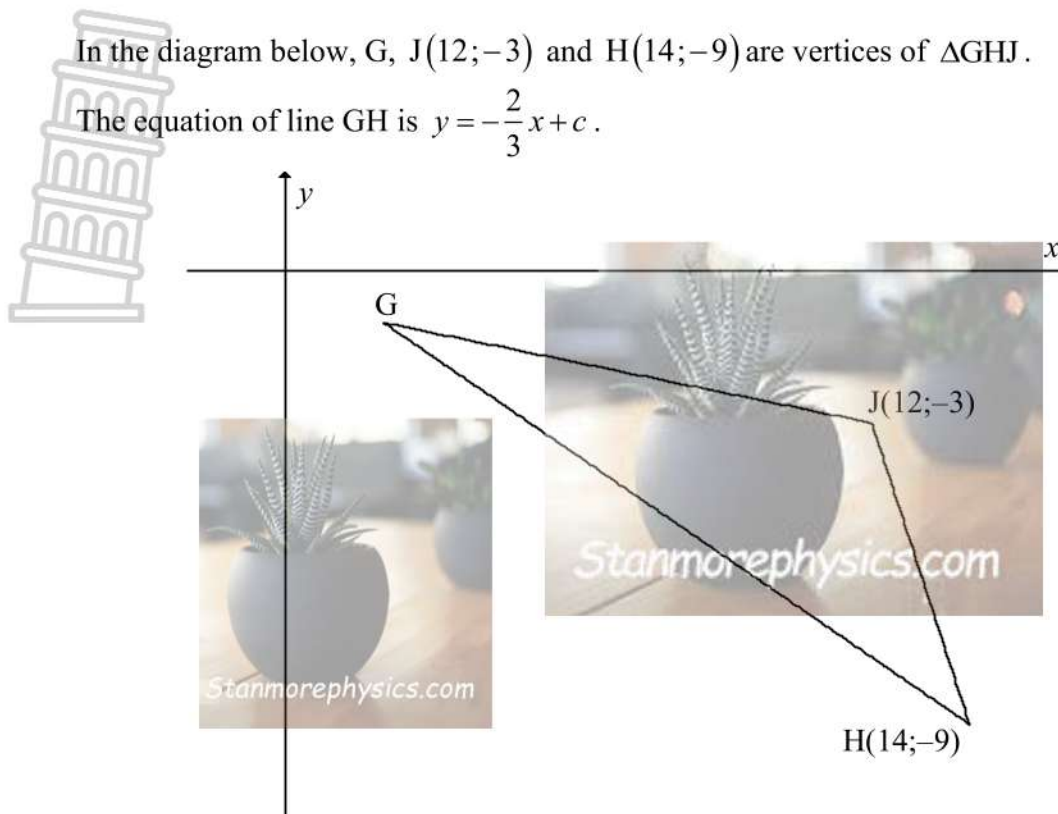 In the diagram below, G, J(12;–3) and H(14;–9) are vertices of ΔGHJ.
The equation of line GH is y = –2/3 x + c.
y
x
G
J(12;–3)
Stanmorephysics.com
Stanmorephysics.com
H(14;–9)